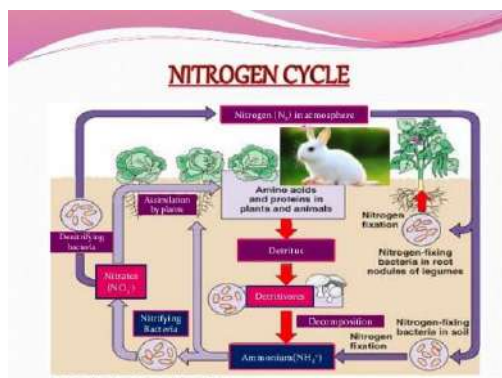 NITROGEN CYCLE
Nitrogen (N₂) in atmosphere
Assimilation
by plants
Amino acids
and proteins in
plants and animals
Denitrifying
bacteria
Nitrates
(NO₃⁻)
Detritus
Detritivores
Decomposition
Nitrifying
Bacteria
Ammonium(NH₄⁺)
Nitrogen
fixation
Nitrogen-fixing
bacteria in root
nodules of legumes
Nitrogen-fixing
bacteria in soil
Nitrogen
fixation